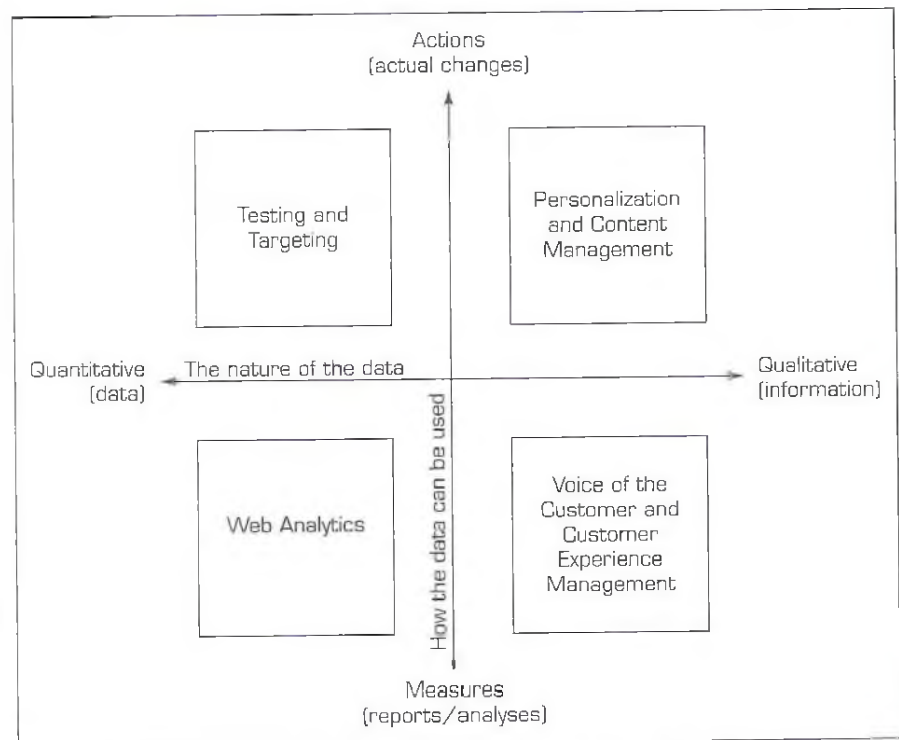 Actions
(actual changes)
Testing and
Targeting
Personalization
and Content
Management
Quantitative
(data)
The nature of the data
Qualitative
(information)
How the data can be used
Web Analytics
Voice of the
Customer and
Customer
Experience
Management
Measures
(reports/analyses)